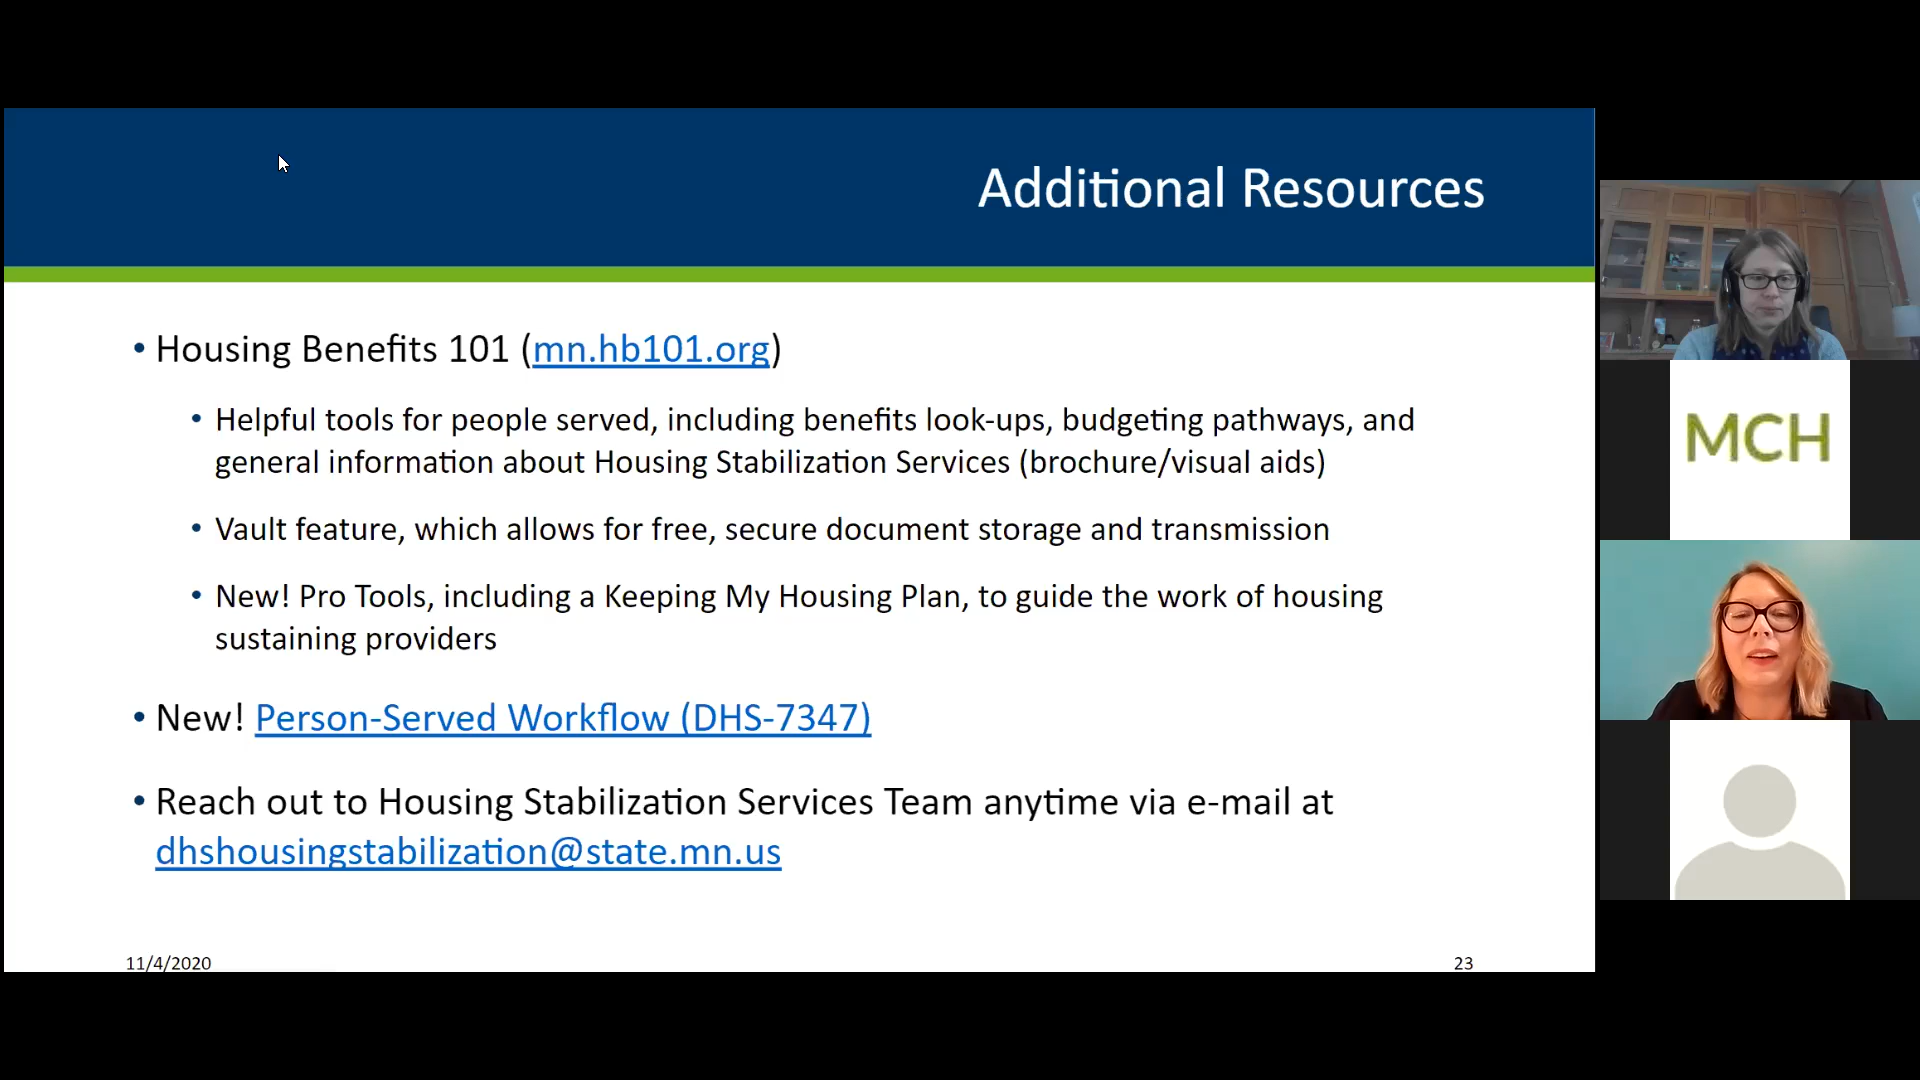 Additional Resources
• Housing Benefits 101 (mn.hb101.org)
• Helpful tools for people served, including benefits look-ups, budgeting pathways, and
general information about Housing Stabilization Services (brochure/visual aids)
• Vault feature, which allows for free, secure document storage and transmission
• New! Pro Tools, including a Keeping My Housing Plan, to guide the work of housing
sustaining providers
• New! Person-Served Workflow (DHS-7347)
• Reach out to Housing Stabilization Services Team anytime via e-mail at
dhshousingstabilization@state.mn.us
11/4/2020
23
MCH